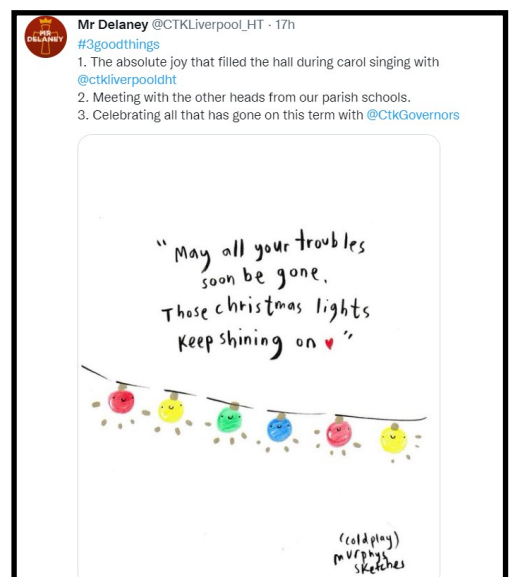 MR
DELANEY
Mr Delaney @CTKLiverpool_HT · 17h
#3goodthings
1. The absolute joy that filled the hall during carol singing with
@ctkliverpooldht
2. Meeting with the other heads from our parish schools.
3. Celebrating all that has gone on this term with @CtkGovernors
"May all your troubles
soon be gone.
Those christmas lights
keep shining on ♥"
(coldplay)
mvrphys
sketches